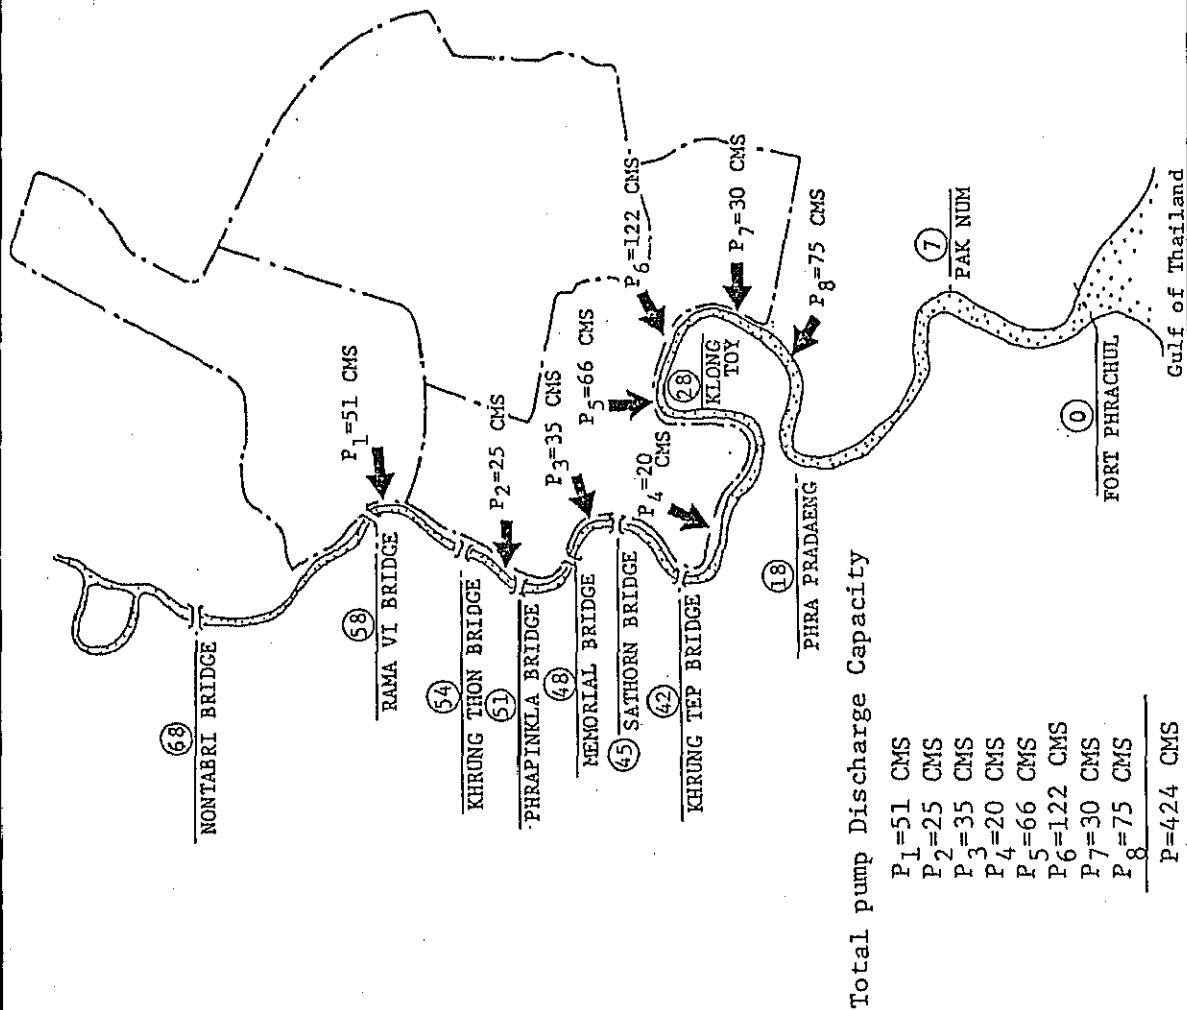 (68)
NONTABRI BRIDGE
(58)
RAMA VI BRIDGE
(54)
KHRUNG THON BRIDGE
(51)
PHRAPINKLA BRIDGE
(48)
MEMORIAL BRIDGE
(45)
SATHORN BRIDGE
(42)
KHRUNG TEP BRIDGE
(18)
PHRA PRADAENG
(28)
KLONG
TOY
(7)
PAK NUM
(0)
FORT PHRACHUL
Gulf of Thailand
P1=51 CMS
P2=25 CMS
P3=35 CMS
P4=20
CMS
P5=66 CMS
P6=122 CMS
P7=30 CMS
P8=75 CMS
Total pump Discharge Capacity
P1=51 CMS
P2=25 CMS
P3=35 CMS
P4=20 CMS
P5=66 CMS
P6=122 CMS
P7=30 CMS
P8=75 CMS
P=424 CMS